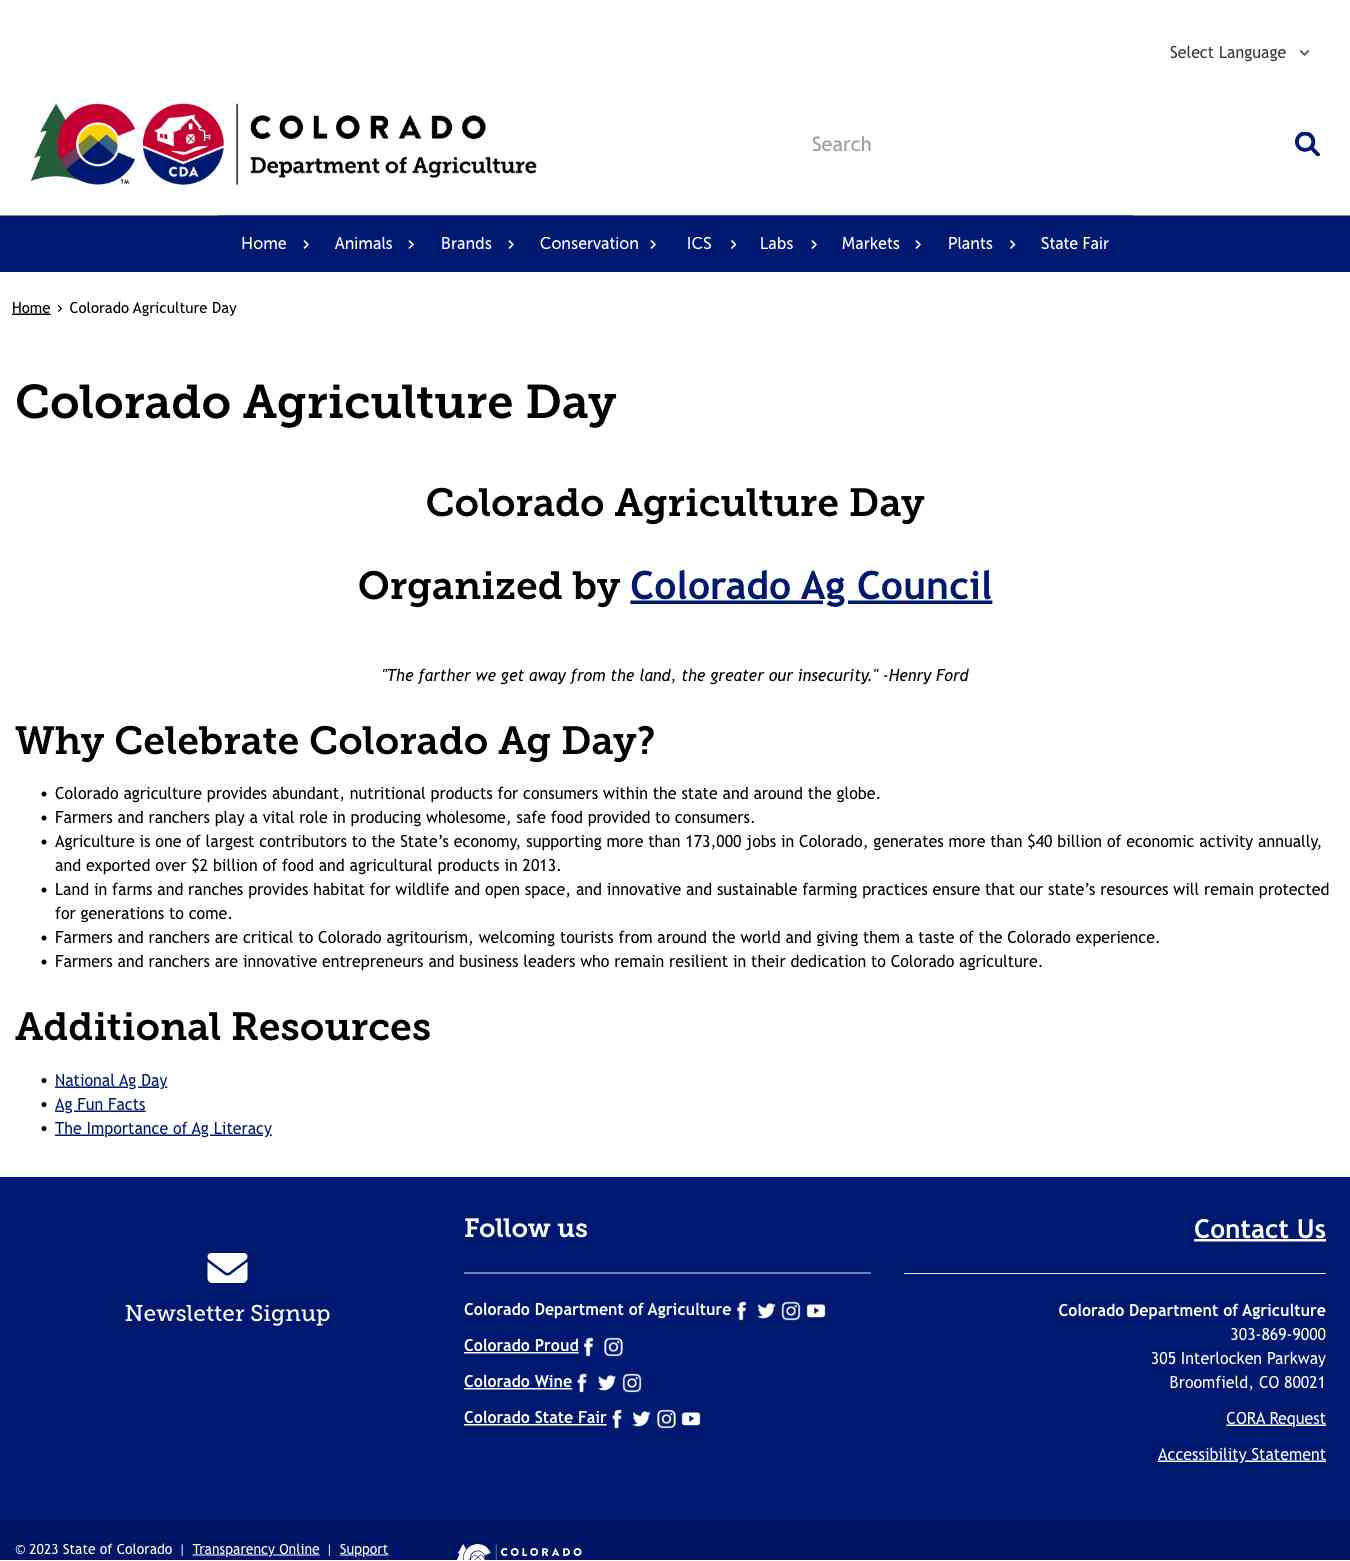 Select Language
COLORADO
Department of Agriculture
CDA
TM
Search
Home Animals Brands Conservation ICS Labs Markets Plants State Fair
Home › Colorado Agriculture Day
Colorado Agriculture Day
Colorado Agriculture Day
Organized by Colorado Ag Council
"The farther we get away from the land, the greater our insecurity." -Henry Ford
Why Celebrate Colorado Ag Day?
• Colorado agriculture provides abundant, nutritional products for consumers within the state and around the globe.
• Farmers and ranchers play a vital role in producing wholesome, safe food provided to consumers.
• Agriculture is one of largest contributors to the State’s economy, supporting more than 173,000 jobs in Colorado, generates more than $40 billion of economic activity annually,
and exported over $2 billion of food and agricultural products in 2013.
• Land in farms and ranches provides habitat for wildlife and open space, and innovative and sustainable farming practices ensure that our state’s resources will remain protected
for generations to come.
• Farmers and ranchers are critical to Colorado agritourism, welcoming tourists from around the world and giving them a taste of the Colorado experience.
• Farmers and ranchers are innovative entrepreneurs and business leaders who remain resilient in their dedication to Colorado agriculture.
Additional Resources
• National Ag Day
• Ag Fun Facts
• The Importance of Ag Literacy
Newsletter Signup
Follow us
Colorado Department of Agriculture
Colorado Proud
Colorado Wine
Colorado State Fair
Contact Us
Colorado Department of Agriculture
303-869-9000
305 Interlocken Parkway
Broomfield, CO 80021
CORA Request
Accessibility Statement
© 2023 State of Colorado | Transparency Online | Support
COLORADO